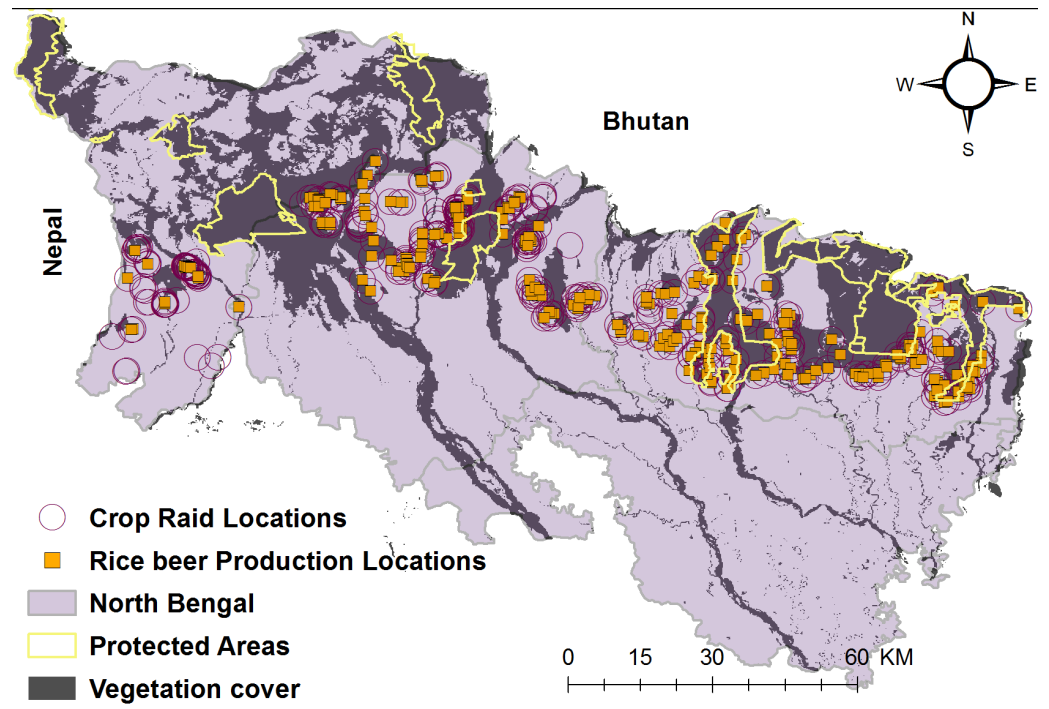 N
W E
S
Bhutan
Nepal
Crop Raid Locations
Rice beer Production Locations
North Bengal
Protected Areas
Vegetation cover
0 15 30 60 KM